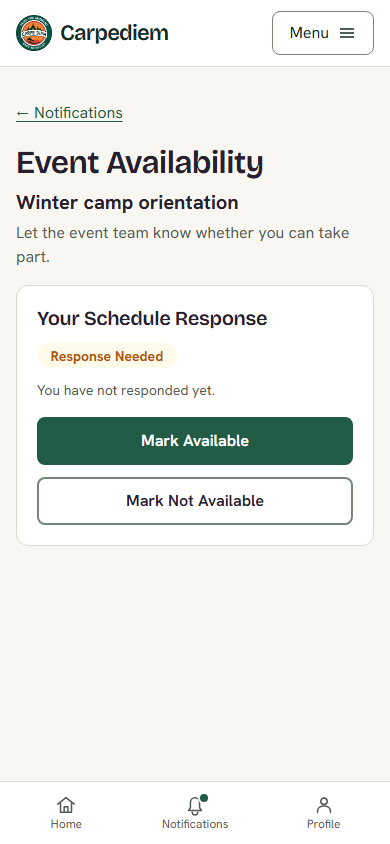 Carpediem
Menu
← Notifications
Event Availability
Winter camp orientation
Let the event team know whether you can take
part.
Your Schedule Response
Response Needed
You have not responded yet.
Mark Available
Mark Not Available
Home
Notifications
Profile